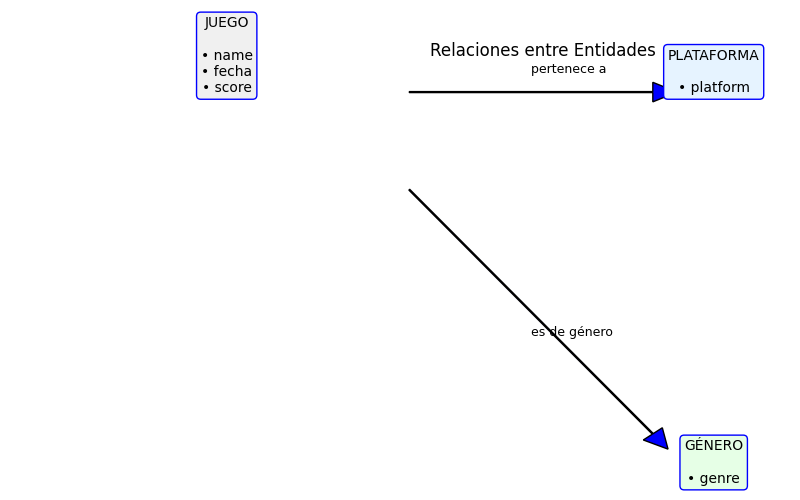 JUEGO
• name
• fecha
• score
Relaciones entre Entidades
pertenece a
PLATAFORMA
• platform
es de género
GÉNERO
• genre